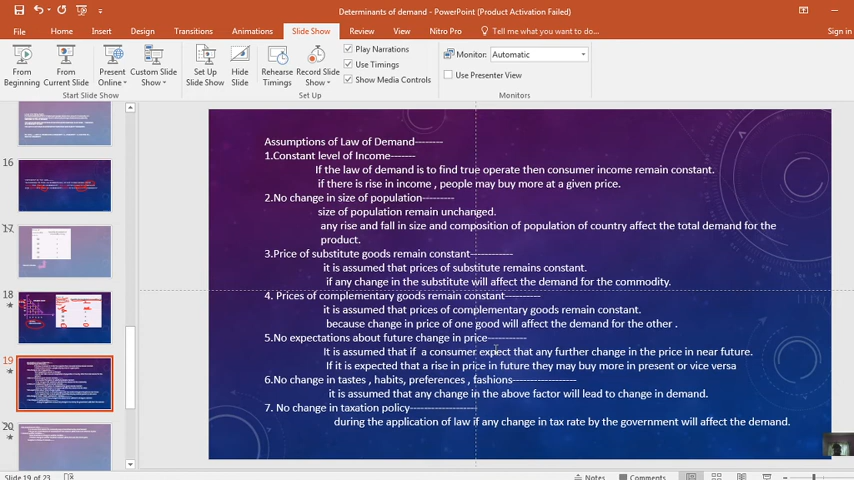 Determinants of demand - PowerPoint (Product Activation Failed)
File Home Insert Design Transitions Animations Slide Show Review View Nitro Pro Tell me what you want to do... Sign in
From Beginning
From Current Slide
Present Online
Custom Slide Show
Set Up Slide Show
Hide Slide
Rehearse Timings
Record Slide Show
Play Narrations
Use Timings
Show Media Controls
Monitor: Automatic
Use Presenter View
Start Slide Show
Set Up
Monitors
16
17
18
19
20
Assumptions of Law of Demand--------
1.Constant level of Income-------
If the law of demand is to find true operate then consumer income remain constant.
if there is rise in income , people may buy more at a given price.
2.No change in size of population---------
size of population remain unchanged.
any rise and fall in size and composition of population of country affect the total demand for the
product.
3.Price of substitute goods remain constant------------
it is assumed that prices of substitute remains constant.
if any change in the substitute will affect the demand for the commodity.
4. Prices of complementary goods remain constant----------
it is assumed that prices of complementary goods remain constant.
because change in price of one good will affect the demand for the other .
5.No expectations about future change in price-----------
It is assumed that if a consumer expect that any further change in the price in near future.
If it is expected that a rise in price in future they may buy more in present or vice versa
6.No change in tastes , habits, preferences , fashions------------------
it is assumed that any change in the above factor will lead to change in demand.
7. No change in taxation policy-------------------
during the application of law if any change in tax rate by the government will affect the demand.
Slide 19 of 23
Notes
Comments